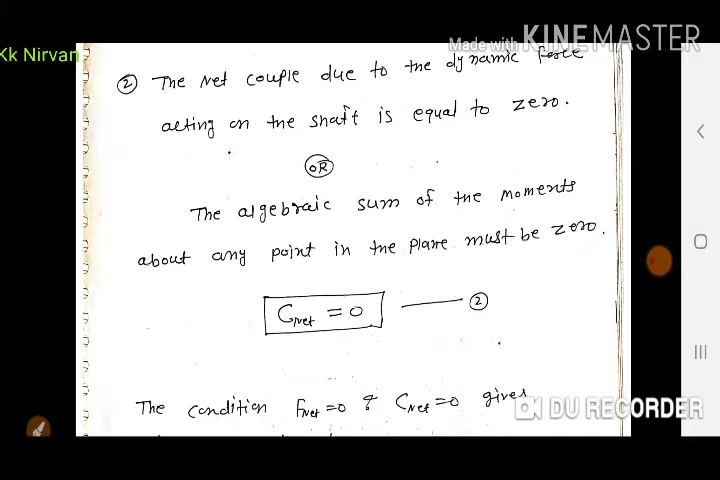 Made with KINEMASTER
Kk Nirvan
② The Net couple due to the dynamic force
acting on the shaft is equal to zero.
OR
The algebraic sum of the moments
about any point in the plane must be zero.
CNet = 0 ②
The condition FNet=0 & CNet=0 gives
DU RECORDER